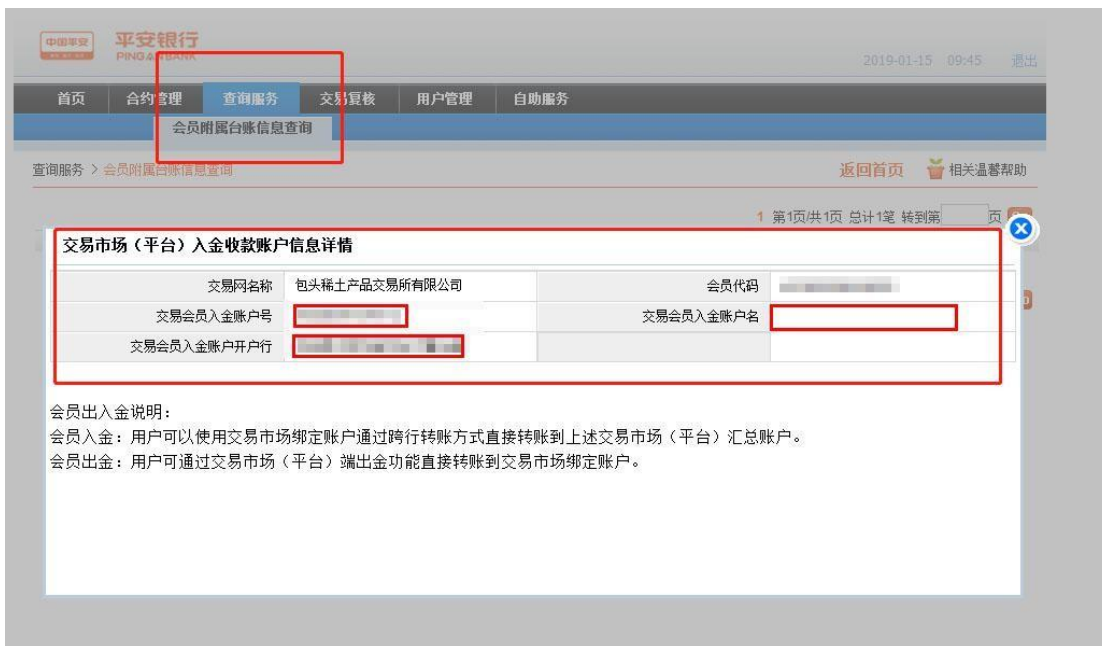 中国平安 平安银行
PINGAN BANK
2019-01-15 09:45 退出
首页 合约管理 查询服务 交易复核 用户管理 自助服务
会员附属台账信息查询
查询服务 > 会员附属台账信息查询 返回首页 相关温馨帮助
1 第1页/共1页 总计1笔 转到第 页
交易市场（平台）入金收款账户信息详情
交易网名称 包头稀土产品交易所有限公司 会员代码
交易会员入金账户号 交易会员入金账户名
交易会员入金账户开户行
会员出入金说明：
会员入金：用户可以使用交易市场绑定账户通过跨行转账方式直接转账到上述交易市场（平台）汇总账户。
会员出金：用户可通过交易市场（平台）端出金功能直接转账到交易市场绑定账户。